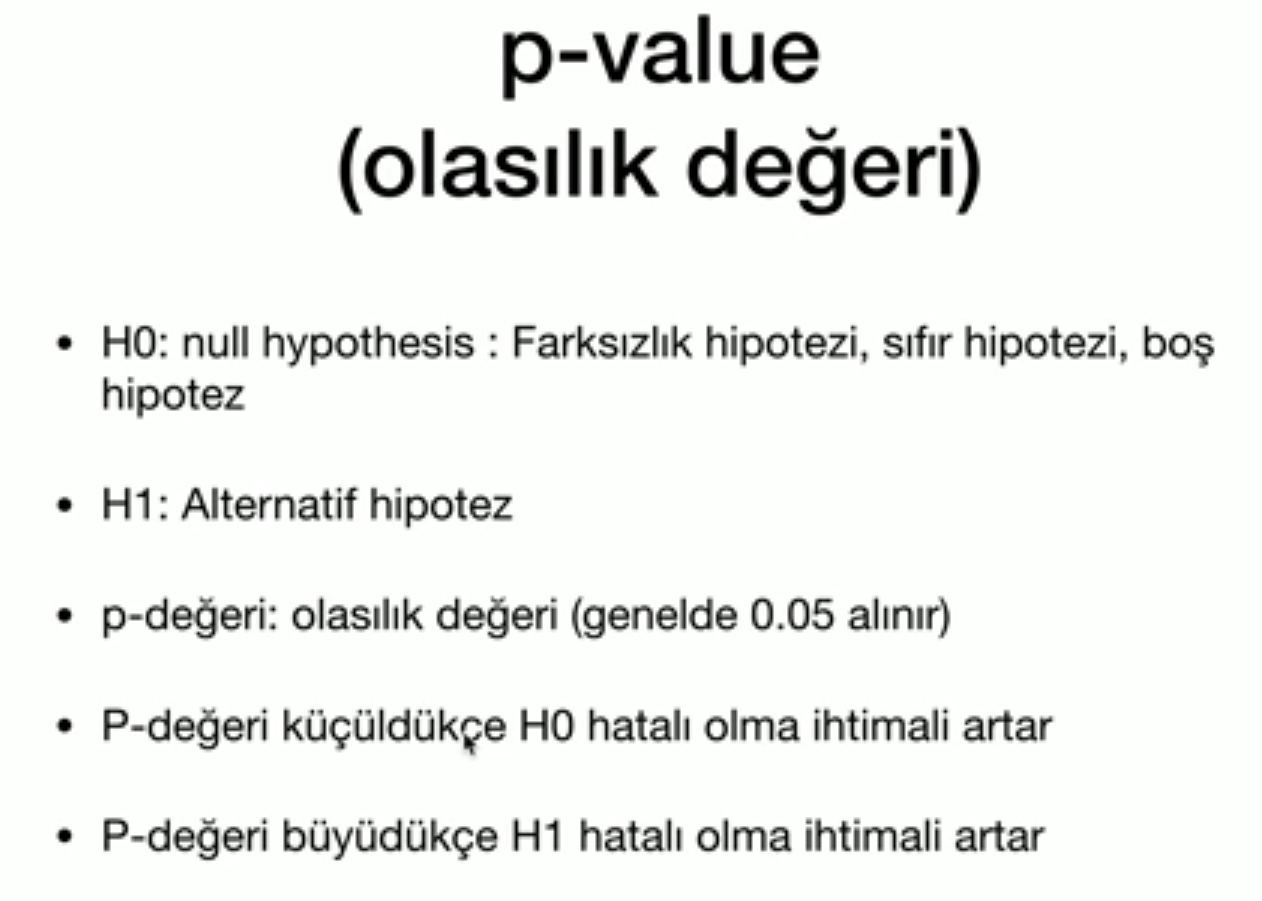 p-value
(olasılık değeri)
• H0: null hypothesis : Farksızlık hipotezi, sıfır hipotezi, boş
hipotez
• H1: Alternatif hipotez
• p-değeri: olasılık değeri (genelde 0.05 alınır)
• P-değeri küçüldükçe H0 hatalı olma ihtimali artar
• P-değeri büyüdükçe H1 hatalı olma ihtimali artar